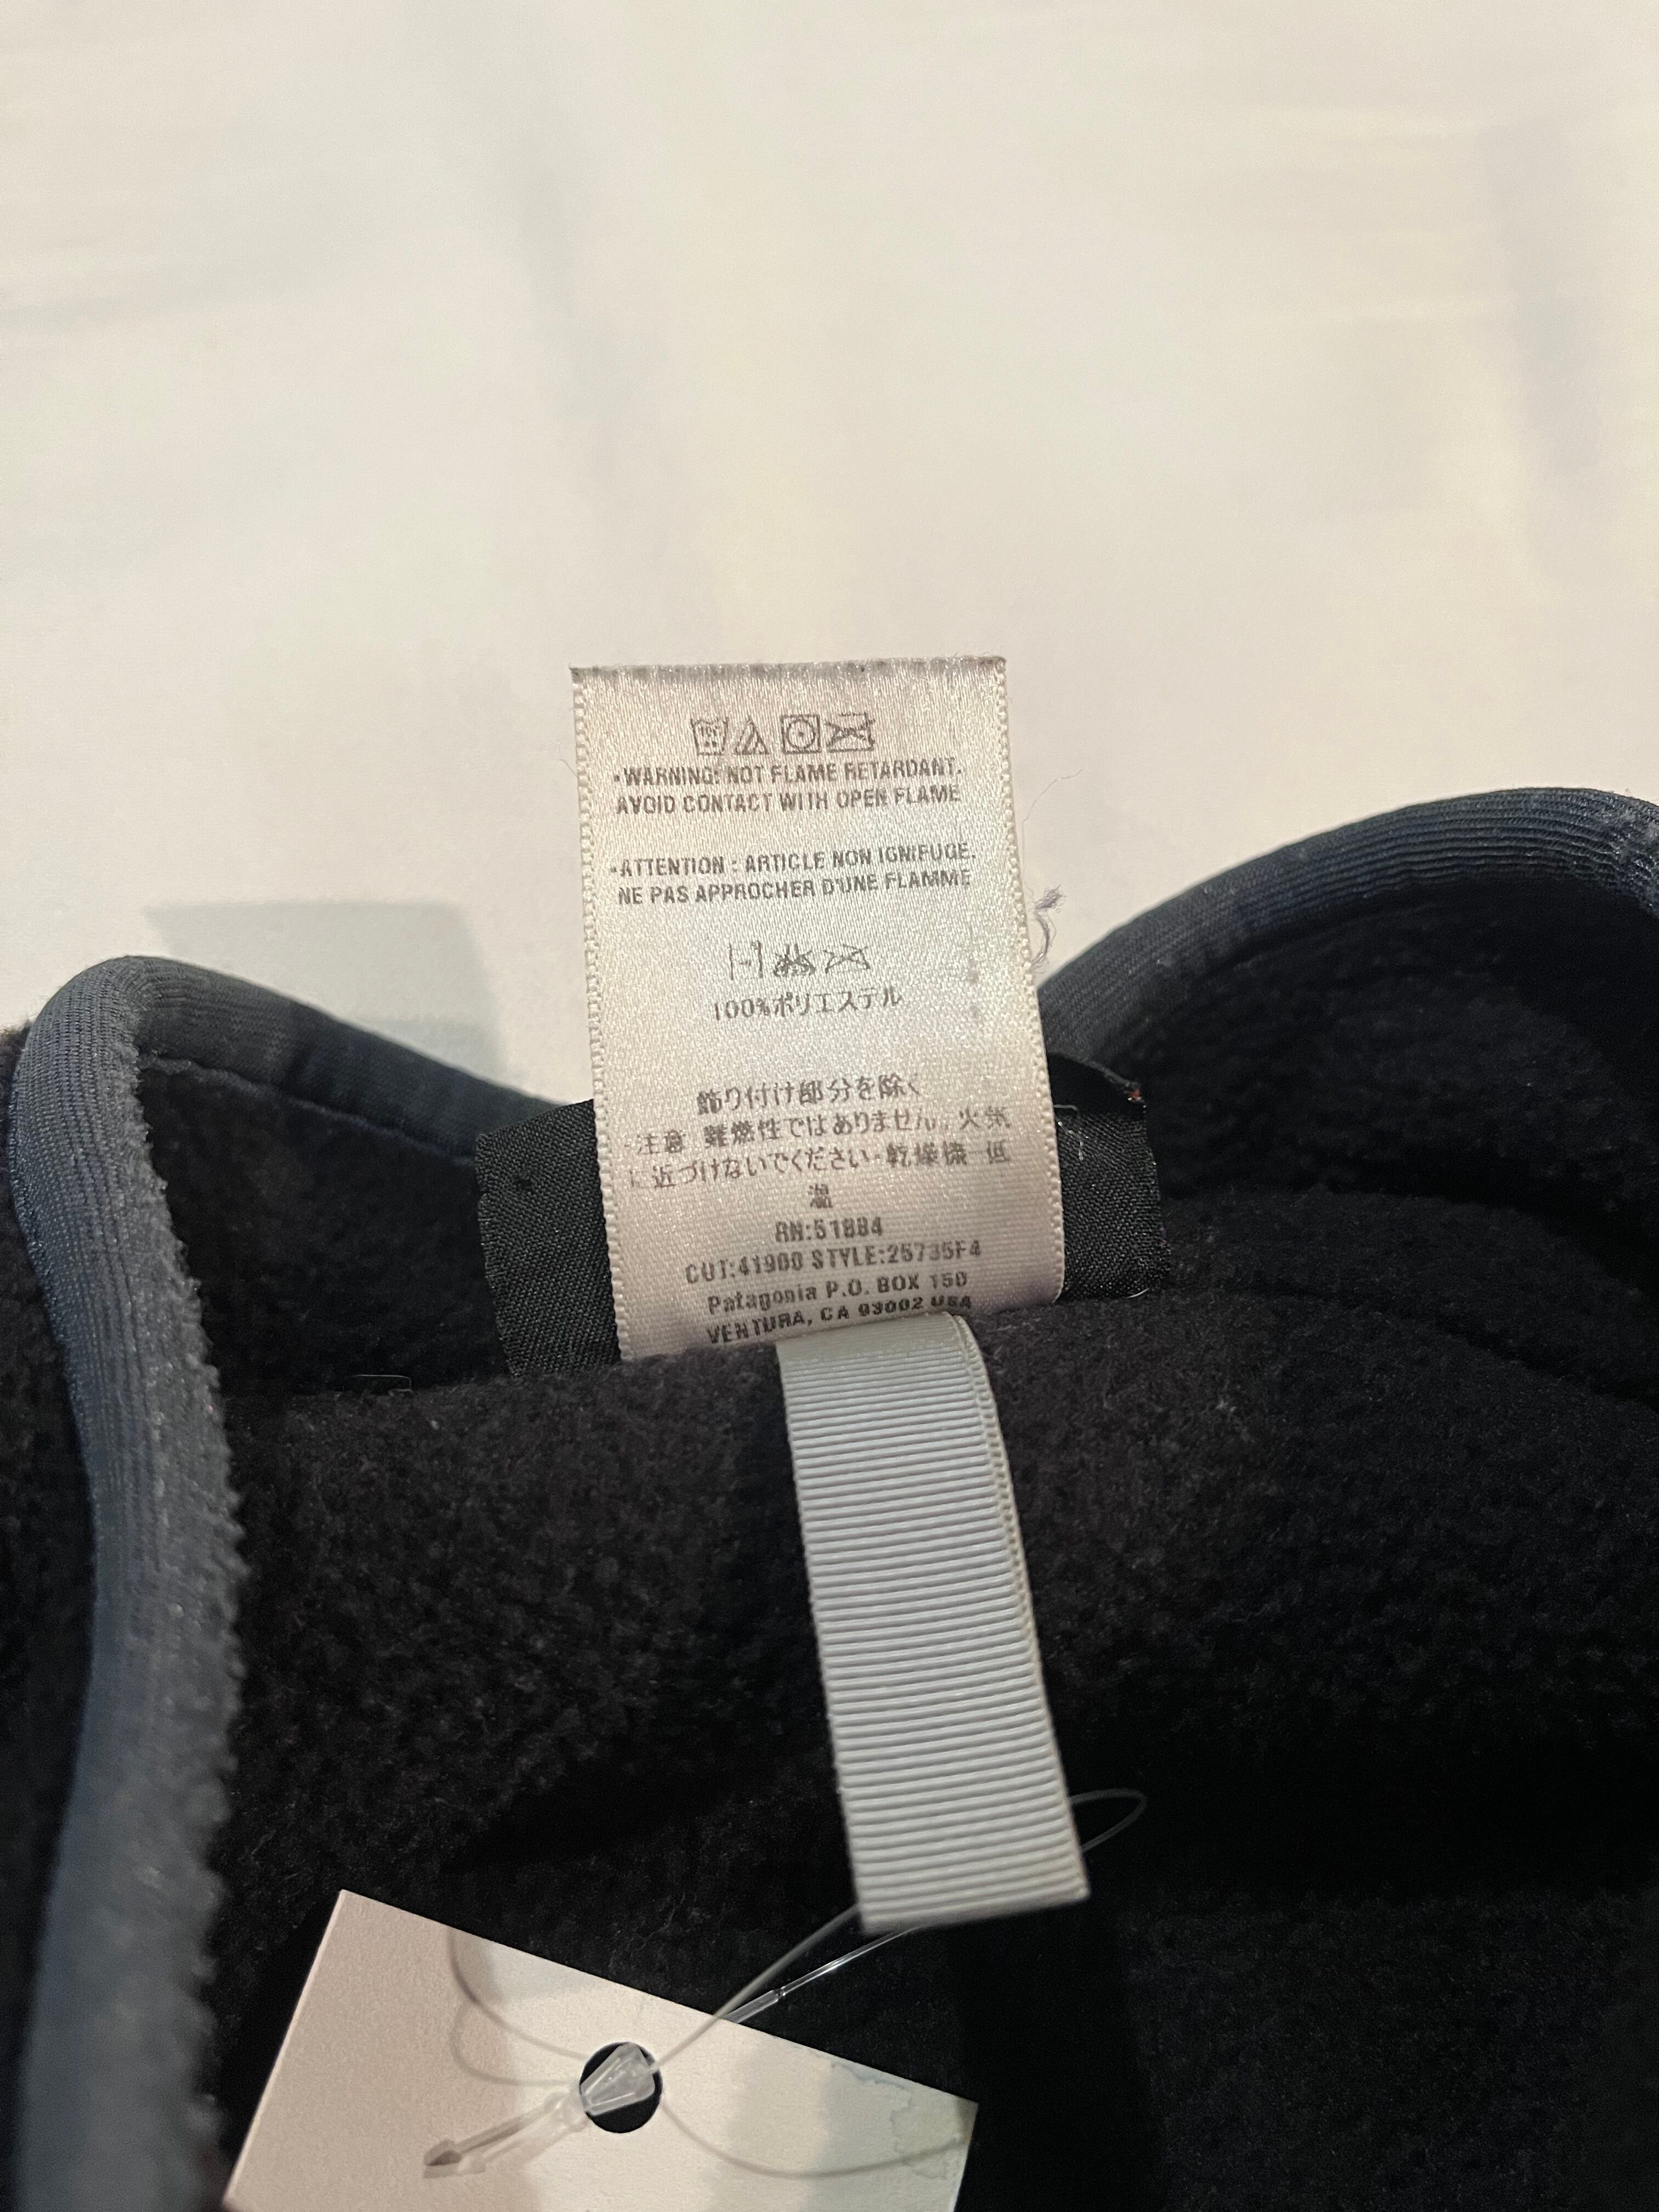 •WARNING: NOT FLAME RETARDANT.
AVOID CONTACT WITH OPEN FLAME
•ATTENTION : ARTICLE NON IGNIFUGE.
NE PAS APPROCHER D'UNE FLAMME
100%ポリエステル
飾り付け部分を除く
・注意 難燃性ではありません。火気
に近づけないでください・乾燥機 低
温
RN:51884
CUT:41900 STYLE:25735F4
Patagonia P.O. BOX 150
VENTURA, CA 93002 USA